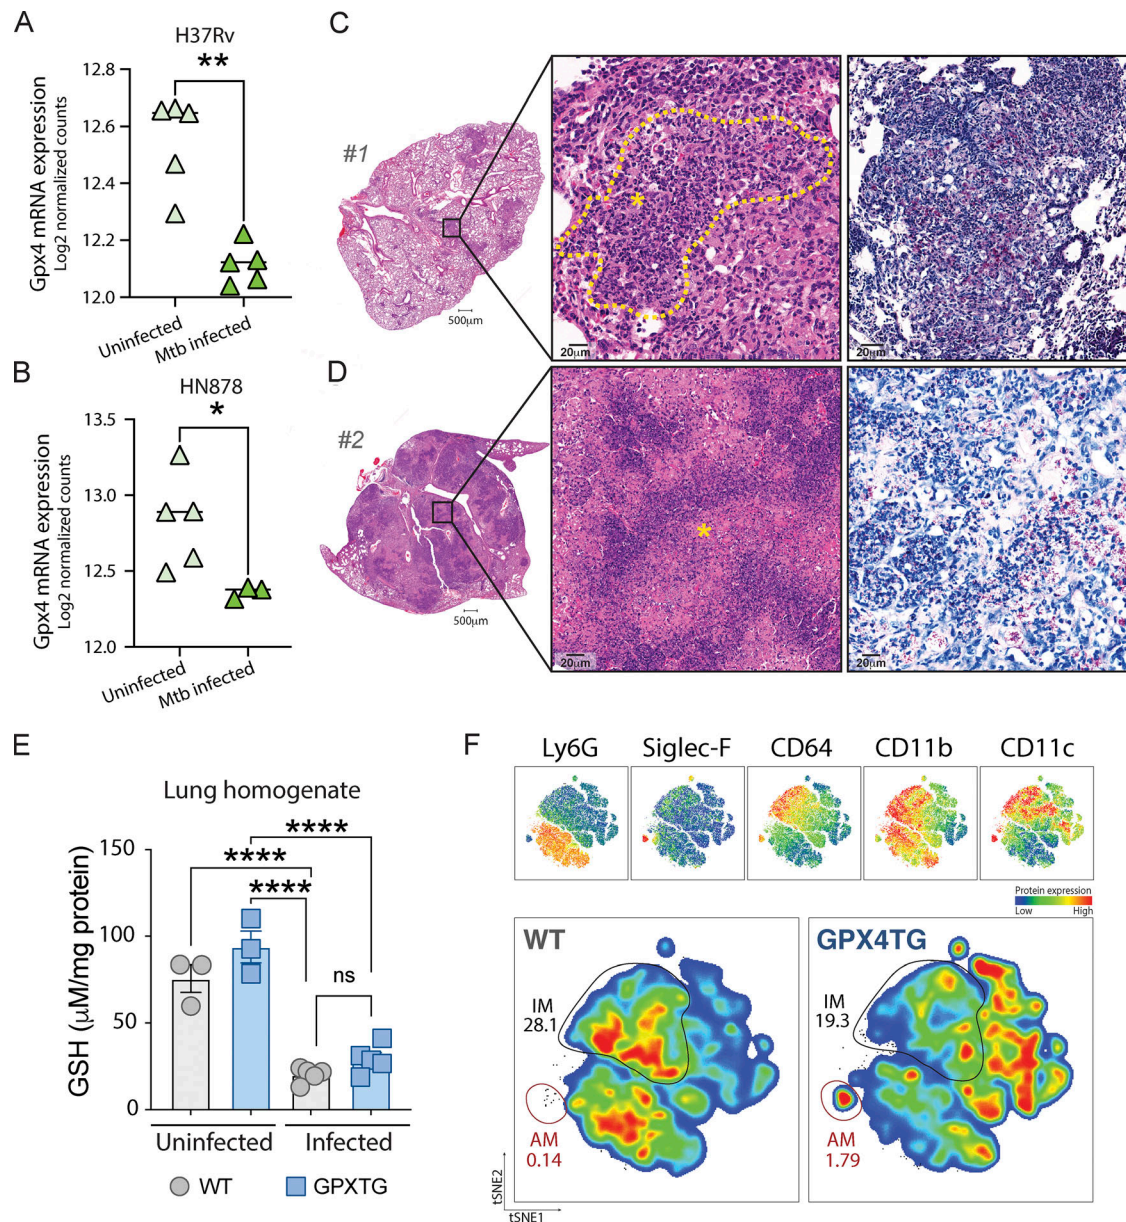 A
H37Rv
**
Gpx4 mRNA expression
Log2 normalized counts
12.8
12.6
12.4
12.2
12.0
Uninfected
Mtb infected
B
HN878
*
Gpx4 mRNA expression
Log2 normalized counts
13.5
13.0
12.5
12.0
Uninfected
Mtb infected
C
#1
500µm
*
20µm
20µm
D
#2
500µm
*
20µm
20µm
E
Lung homogenate
****
****
****
ns
GSH (µM/mg protein)
150
100
50
0
Uninfected
Infected
WT
GPXTG
F
Ly6G
Siglec-F
CD64
CD11b
CD11c
Protein expression
Low
High
WT
IM
28.1
AM
0.14
GPX4TG
IM
19.3
AM
1.79
tSNE2
tSNE1